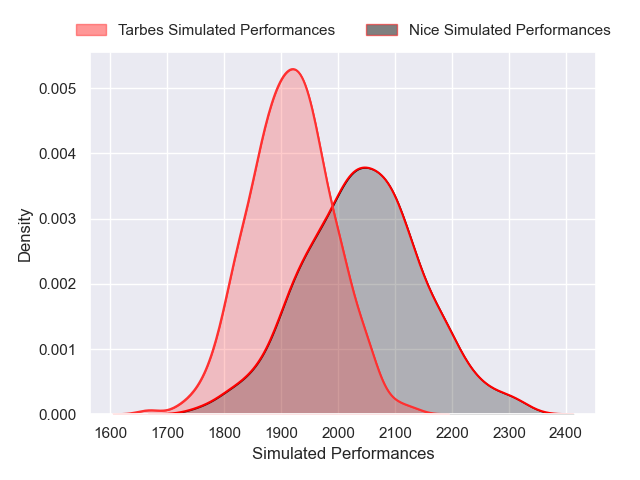 Tarbes Simulated Performances
Nice Simulated Performances
0.005
0.004
0.003
0.002
0.001
0.000
Density
1600 1700 1800 1900 2000 2100 2200 2300 2400
Simulated Performances